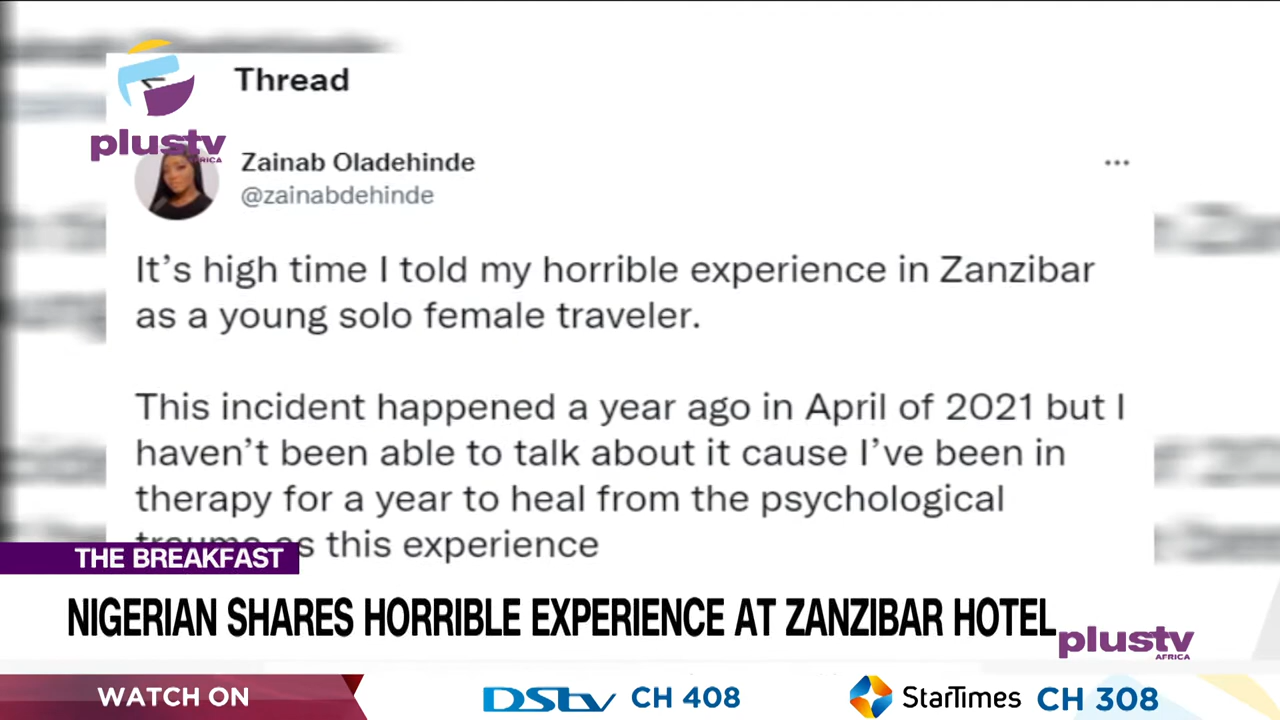 Thread
plustv
AFRICA
Zainab Oladehinde
@zainabdehinde
It's high time I told my horrible experience in Zanzibar
as a young solo female traveler.
This incident happened a year ago in April of 2021 but I
haven't been able to talk about it cause I've been in
therapy for a year to heal from the psychological
trauma as this experience
THE BREAKFAST
NIGERIAN SHARES HORRIBLE EXPERIENCE AT ZANZIBAR HOTEL
plustv
AFRICA
WATCH ON
DStv CH 408
StarTimes CH 308